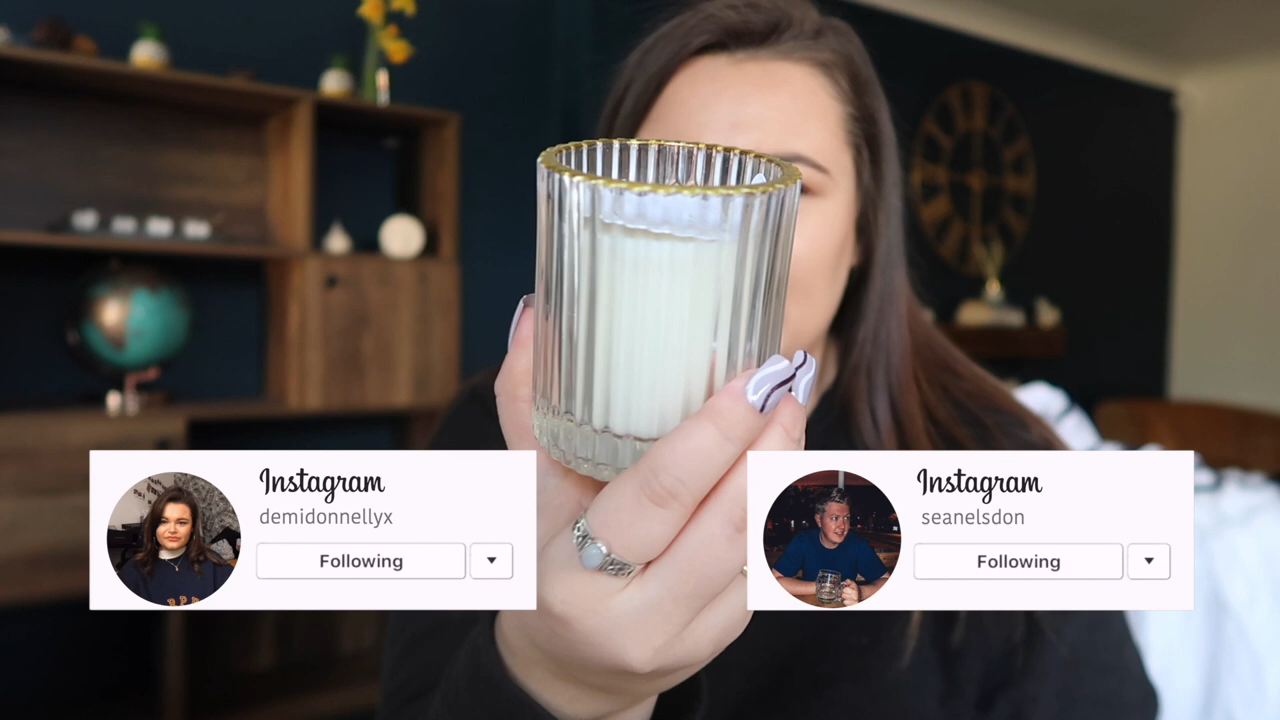 Instagram
demidonnellyx
Following
Instagram
seanelsdon
Following